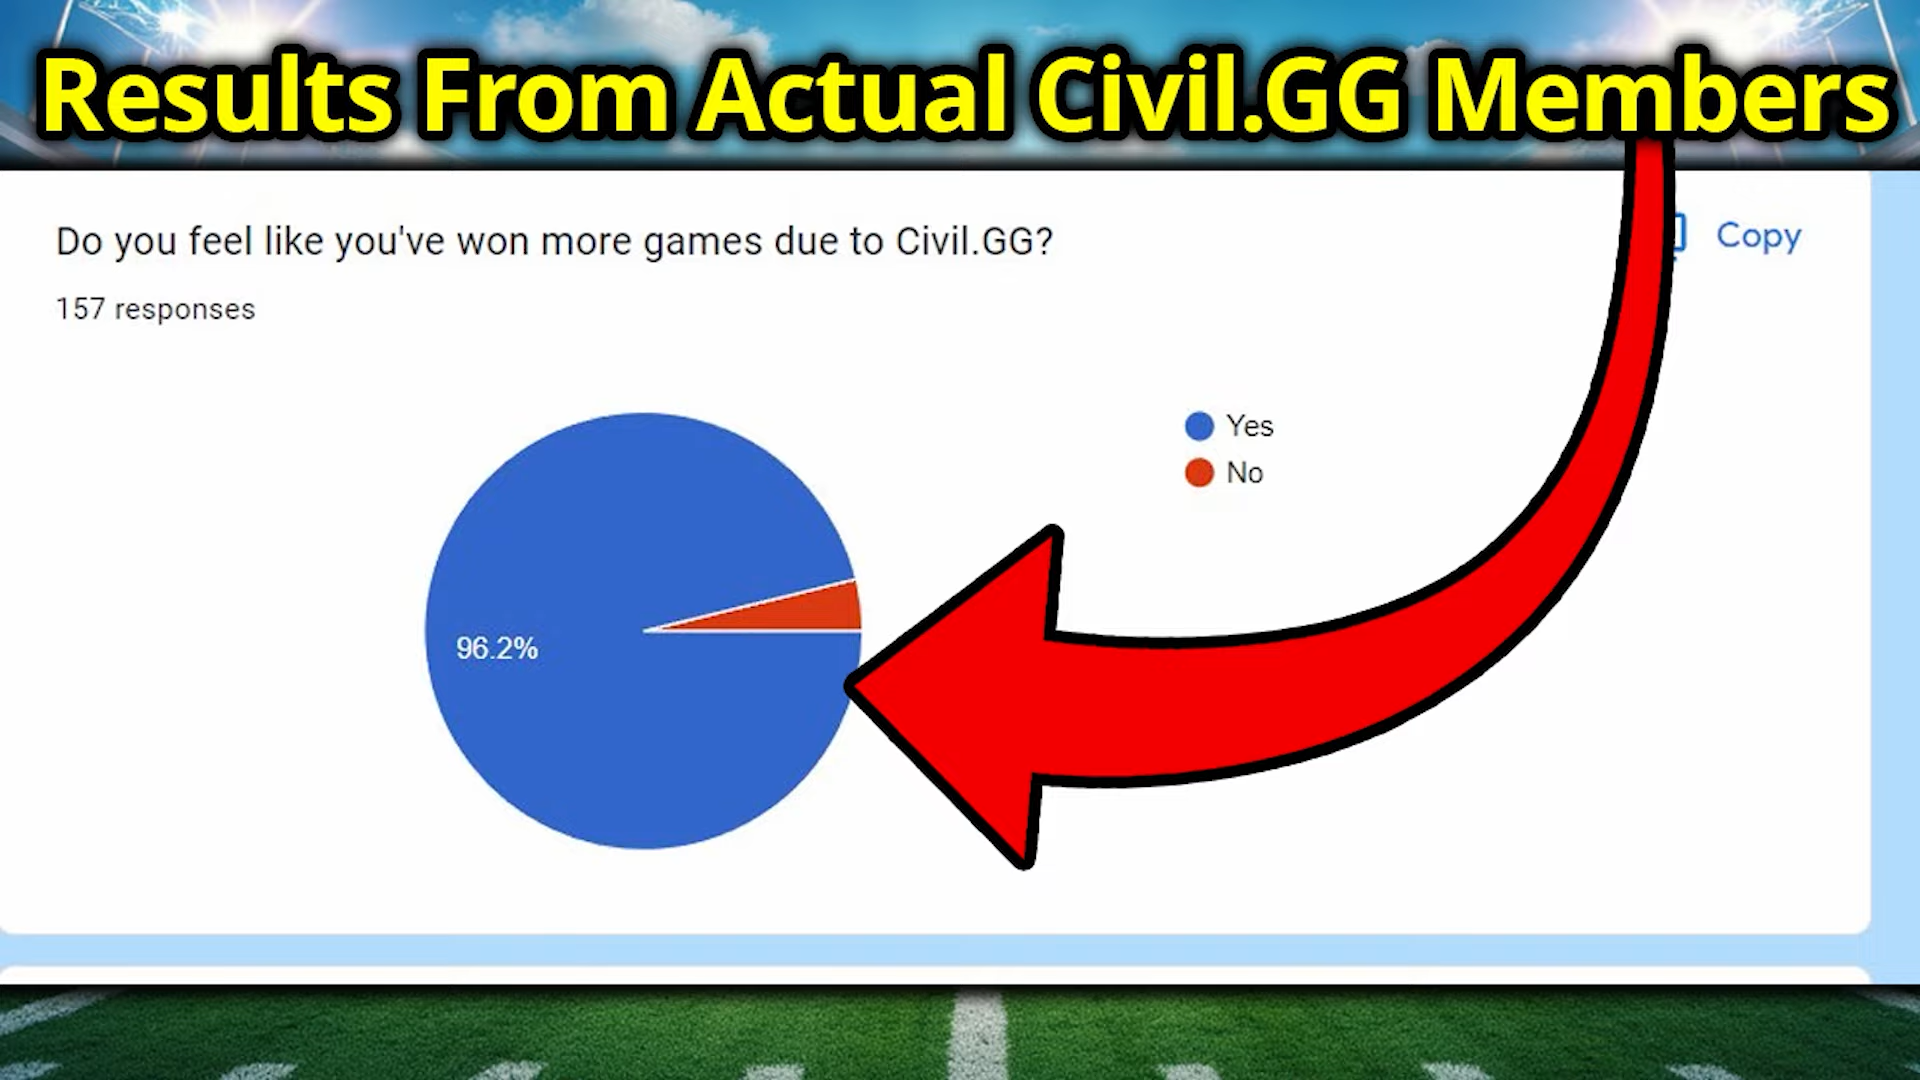 Results From Actual Civil.GG Members
Do you feel like you've won more games due to Civil.GG?
Copy
157 responses
Yes
No
96.2%